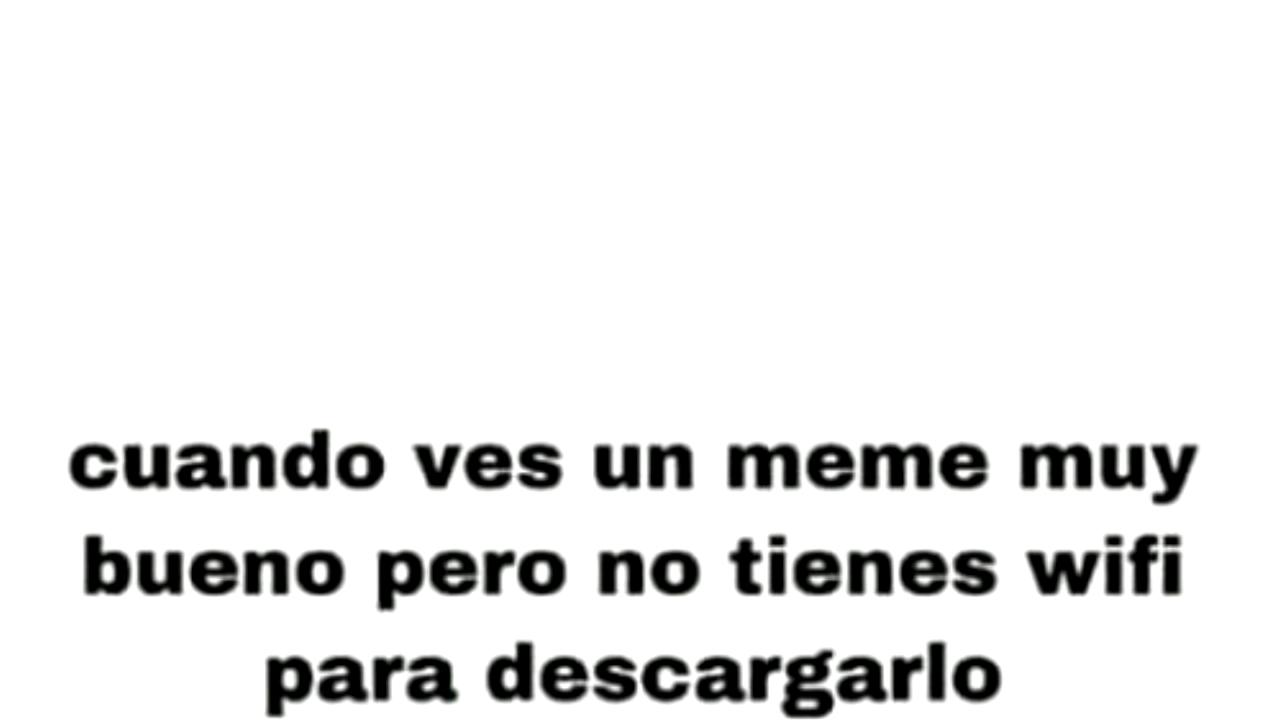 cuando ves un meme muy
bueno pero no tienes wifi
para descargarlo